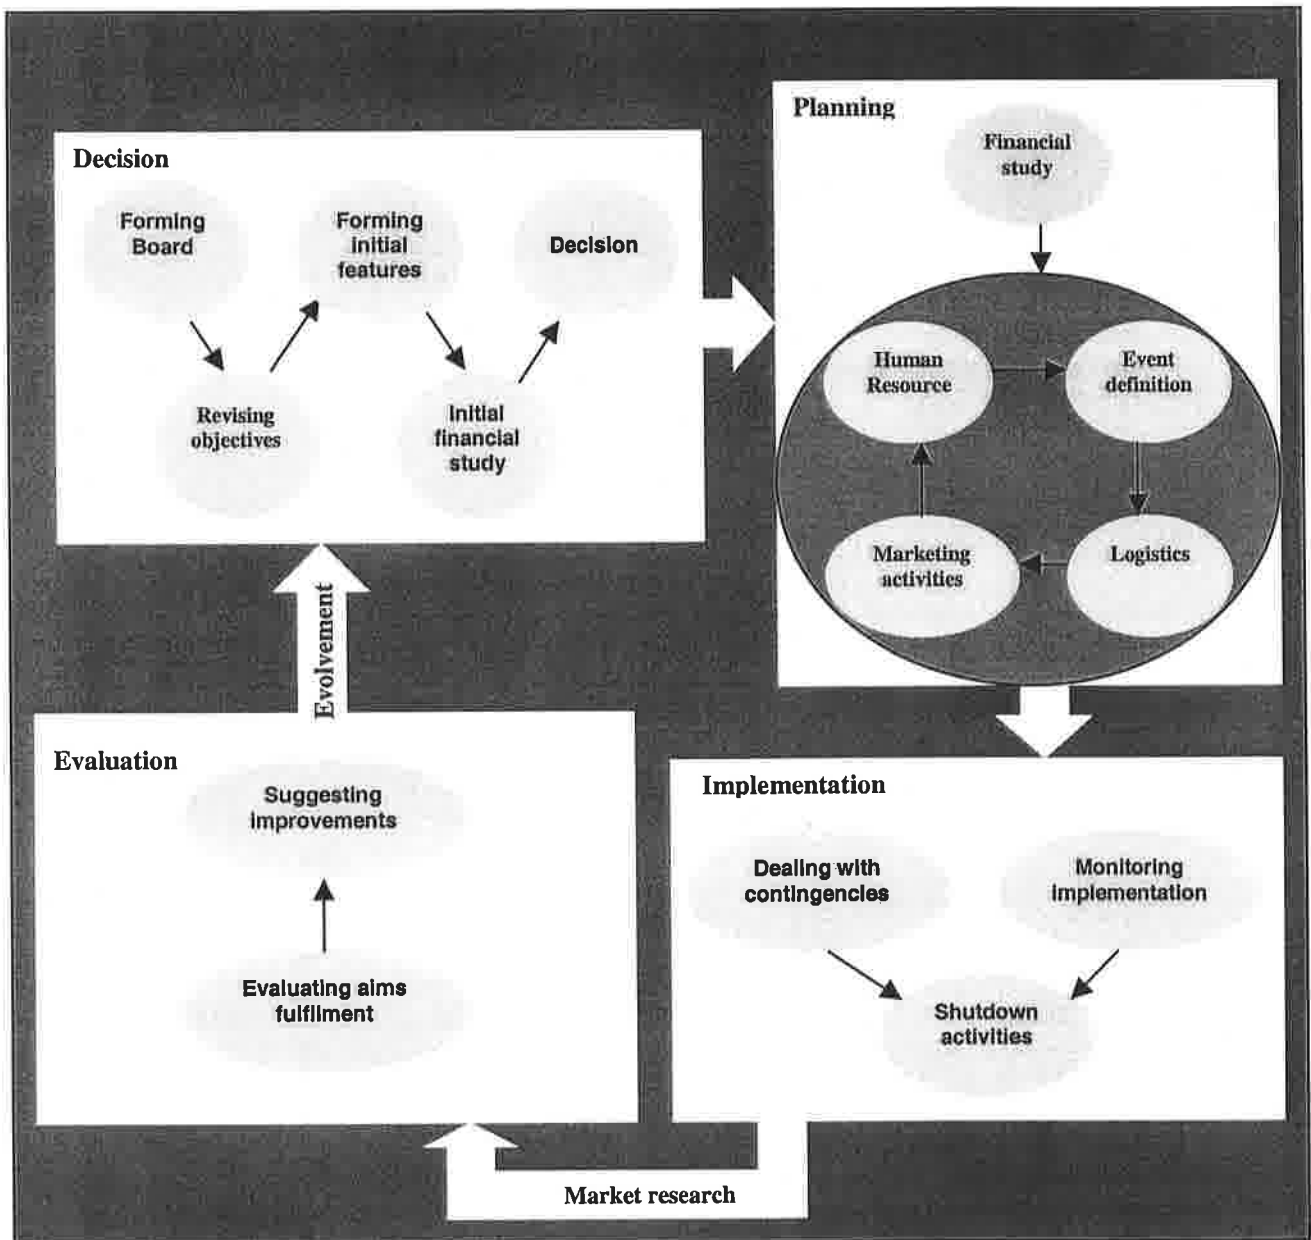 Decision
Forming
Board
Revising
objectives
Forming
initial
features
Initial
financial
study
Decision
Planning
Financial
study
Human
Resource
Event
definition
Logistics
Marketing
activities
Implementation
Dealing with
contingencies
Monitoring
implementation
Shutdown
activities
Market research
Evaluation
Suggesting
improvements
Evaluating aims
fulfilment
Evolvement